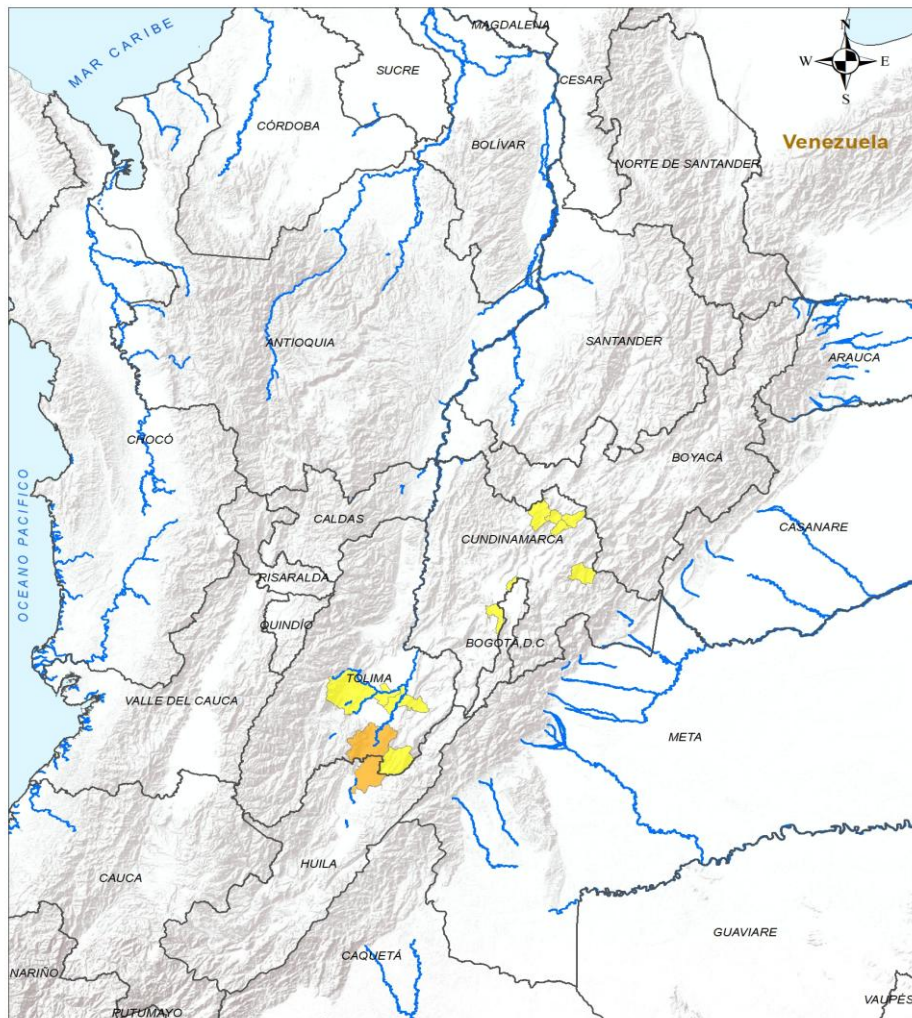 MAGDALENA
MAR CARIBE
N
W
E
S
SUCRE
CESAR
CÓRDOBA
BOLÍVAR
Venezuela
NORTE DE SANTANDER
ANTIOQUIA
SANTANDER
ARAUCA
CHOCÓ
BOYACÁ
OCEANO PACIFICO
CALDAS
CUNDINAMARCA
CASANARE
RISARALDA
QUINDÍO
BOGOTÁ, D.C
TOLIMA
VALLE DEL CAUCA
META
HUILA
CAUCA
GUAVIARE
CAQUETÁ
NARIÑO
VAUPÉS
PUTUMAYO